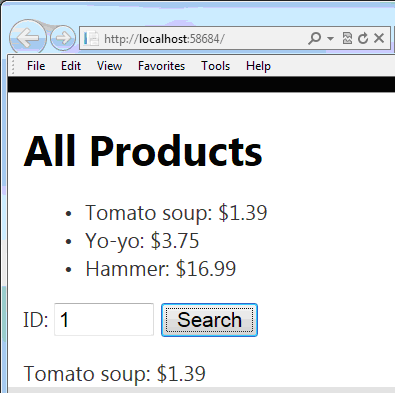 http://localhost:58684/
File Edit View Favorites Tools Help
All Products
• Tomato soup: $1.39
• Yo-yo: $3.75
• Hammer: $16.99
ID: 1 Search
Tomato soup: $1.39